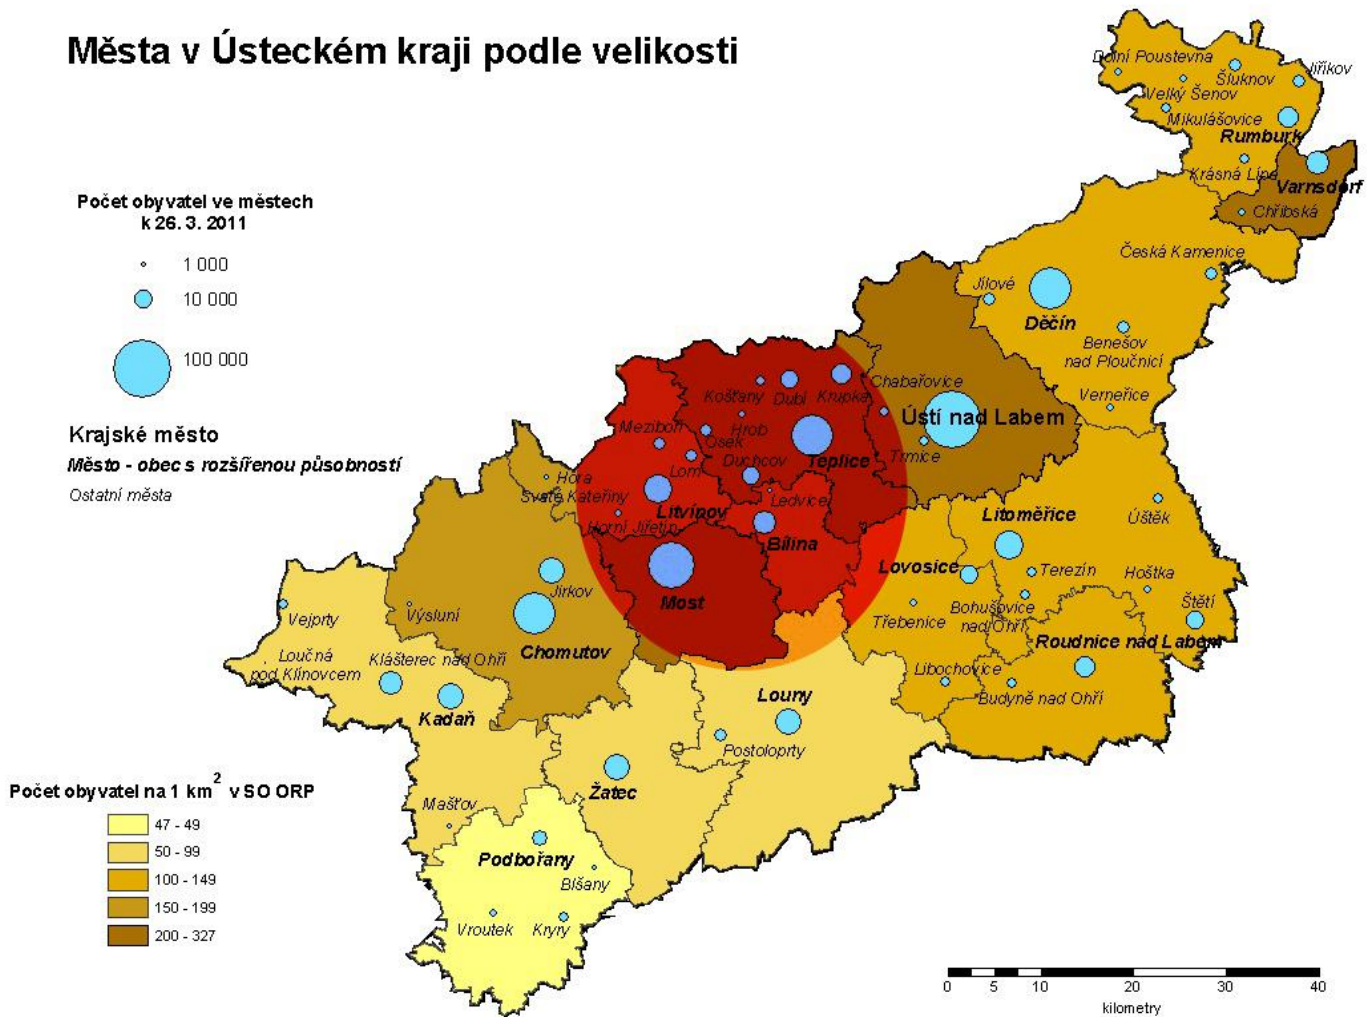 Města v Ústeckém kraji podle velikosti
Dolní Poustevna
Šluknov
Jiříkov
Velký Šenov
Mikulášovice
Rumburk
Krásná Lípa
Varnsdorf
Chřibská
Počet obyvatel ve městech
k 26. 3. 2011
1 000
10 000
100 000
Krajské město
Město - obec s rozšířenou působností
Ostatní města
Česká Kamenice
Jílové
Děčín
Benešov
nad Ploučnicí
Verneřice
Chabařovice
Ústí nad Labem
Trmice
Košťany
Dubí
Krupka
Hrob
Osek
Teplice
Duchcov
Meziboří
Lom
Litvínov
Ledvice
Bílina
Horní Jiřetín
Hora
Svaté Kateřiny
Most
Litoměřice
Úštěk
Lovosice
Terezín
Hoštka
Bohušovice
nad Ohří
Štětí
Třebenice
Roudnice nad Labem
Libochovice
Budyně nad Ohří
Jirkov
Výsluní
Chomutov
Vejprty
Loučná
pod Klínovcem
Klášterec nad Ohří
Kadaň
Louny
Postoloprty
Žatec
Mašťov
Podbořany
Blšany
Vroutek
Kryry
Počet obyvatel na 1 km² v SO ORP
47 - 49
50 - 99
100 - 149
150 - 199
200 - 327
0 5 10 20 30 40
kilometry